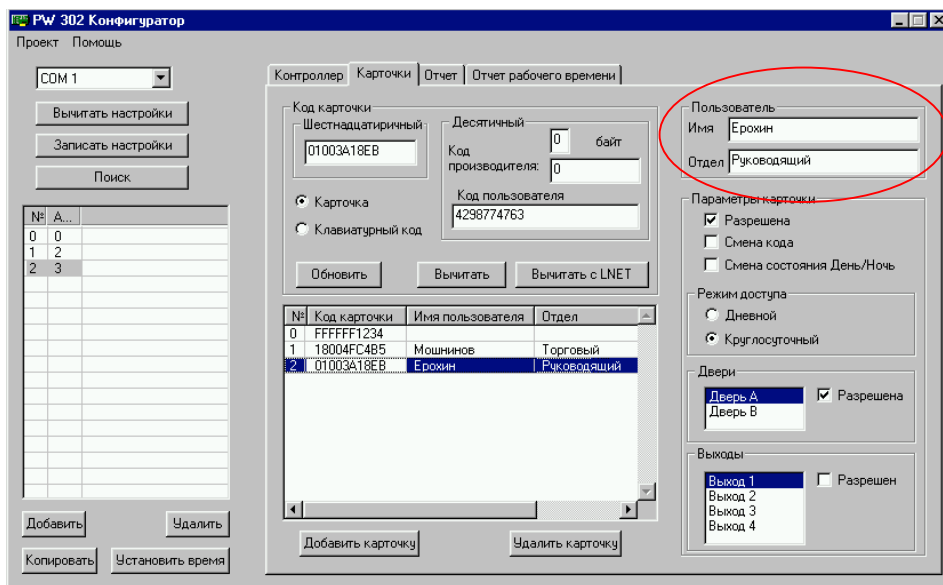 PW 302 Конфигуратор
Проект Помощь
COM 1
Вычитать настройки
Записать настройки
Поиск
№ А...
0 0
1 2
2 3
Добавить Удалить
Копировать Установить время
Контроллер Карточки Отчет Отчет рабочего времени
Код карточки
Шестнадцатиричный
01003A18EB
Десятичный
0 байт
Код
производителя: 0
Код пользователя
4298774763
Карточка
Клавиатурный код
Обновить Вычитать Вычитать с LNET
№ Код карточки Имя пользователя Отдел
0 FFFFFF1234
1 18004FC4B5 Мошнинов Торговый
2 01003A18EB Ерохин Руководящий
Добавить карточку Удалить карточку
Пользователь
Имя Ерохин
Отдел Руководящий
Параметры карточки
Разрешена
Смена кода
Смена состояния День/Ночь
Режим доступа
Дневной
Круглосуточный
Двери
Дверь A Разрешена
Дверь B
Выходы
Выход 1 Разрешен
Выход 2
Выход 3
Выход 4